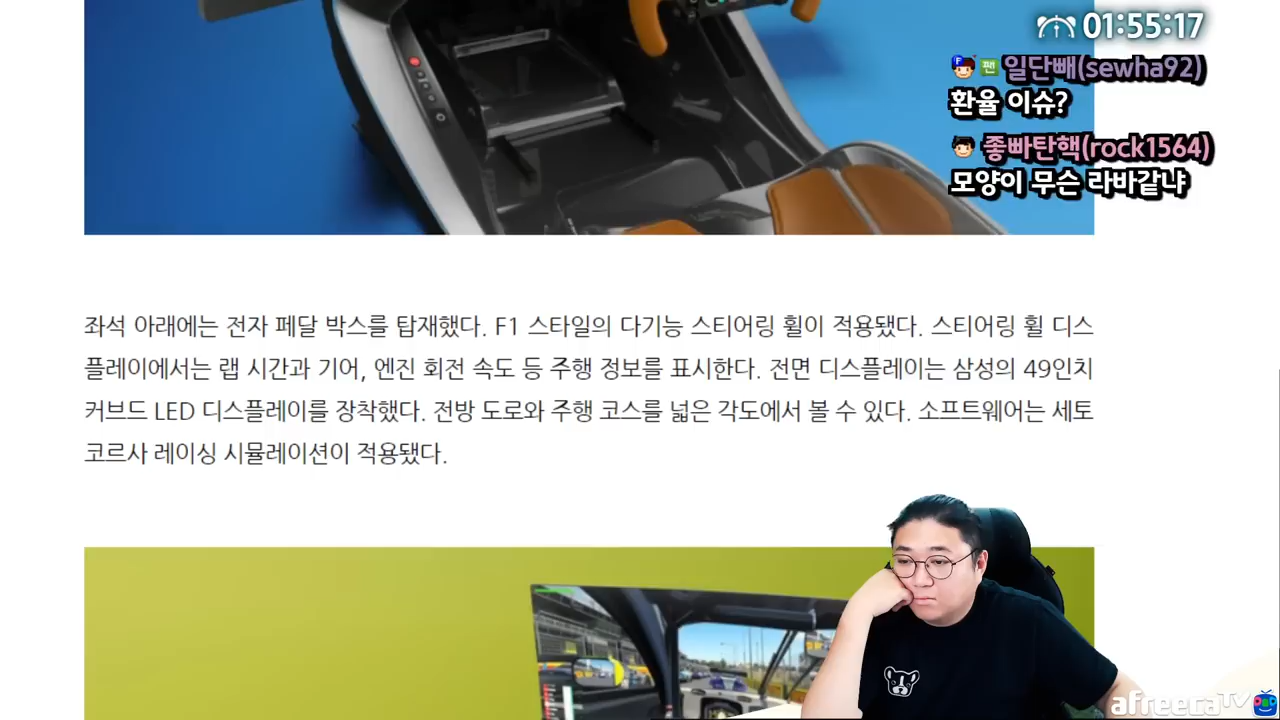 01:55:17
F 팬 일단빼(sewha92)
환율 이슈?
좋빠탄핵(rock1564)
모양이 무슨 라바같냐
좌석 아래에는 전자 페달 박스를 탑재했다. F1 스타일의 다기능 스티어링 휠이 적용됐다. 스티어링 휠 디스
플레이에서는 랩 시간과 기어, 엔진 회전 속도 등 주행 정보를 표시한다. 전면 디스플레이는 삼성의 49인치
커브드 LED 디스플레이를 장착했다. 전방 도로와 주행 코스를 넓은 각도에서 볼 수 있다. 소프트웨어는 세토
코르사 레이싱 시뮬레이션이 적용됐다.
afreecaTV